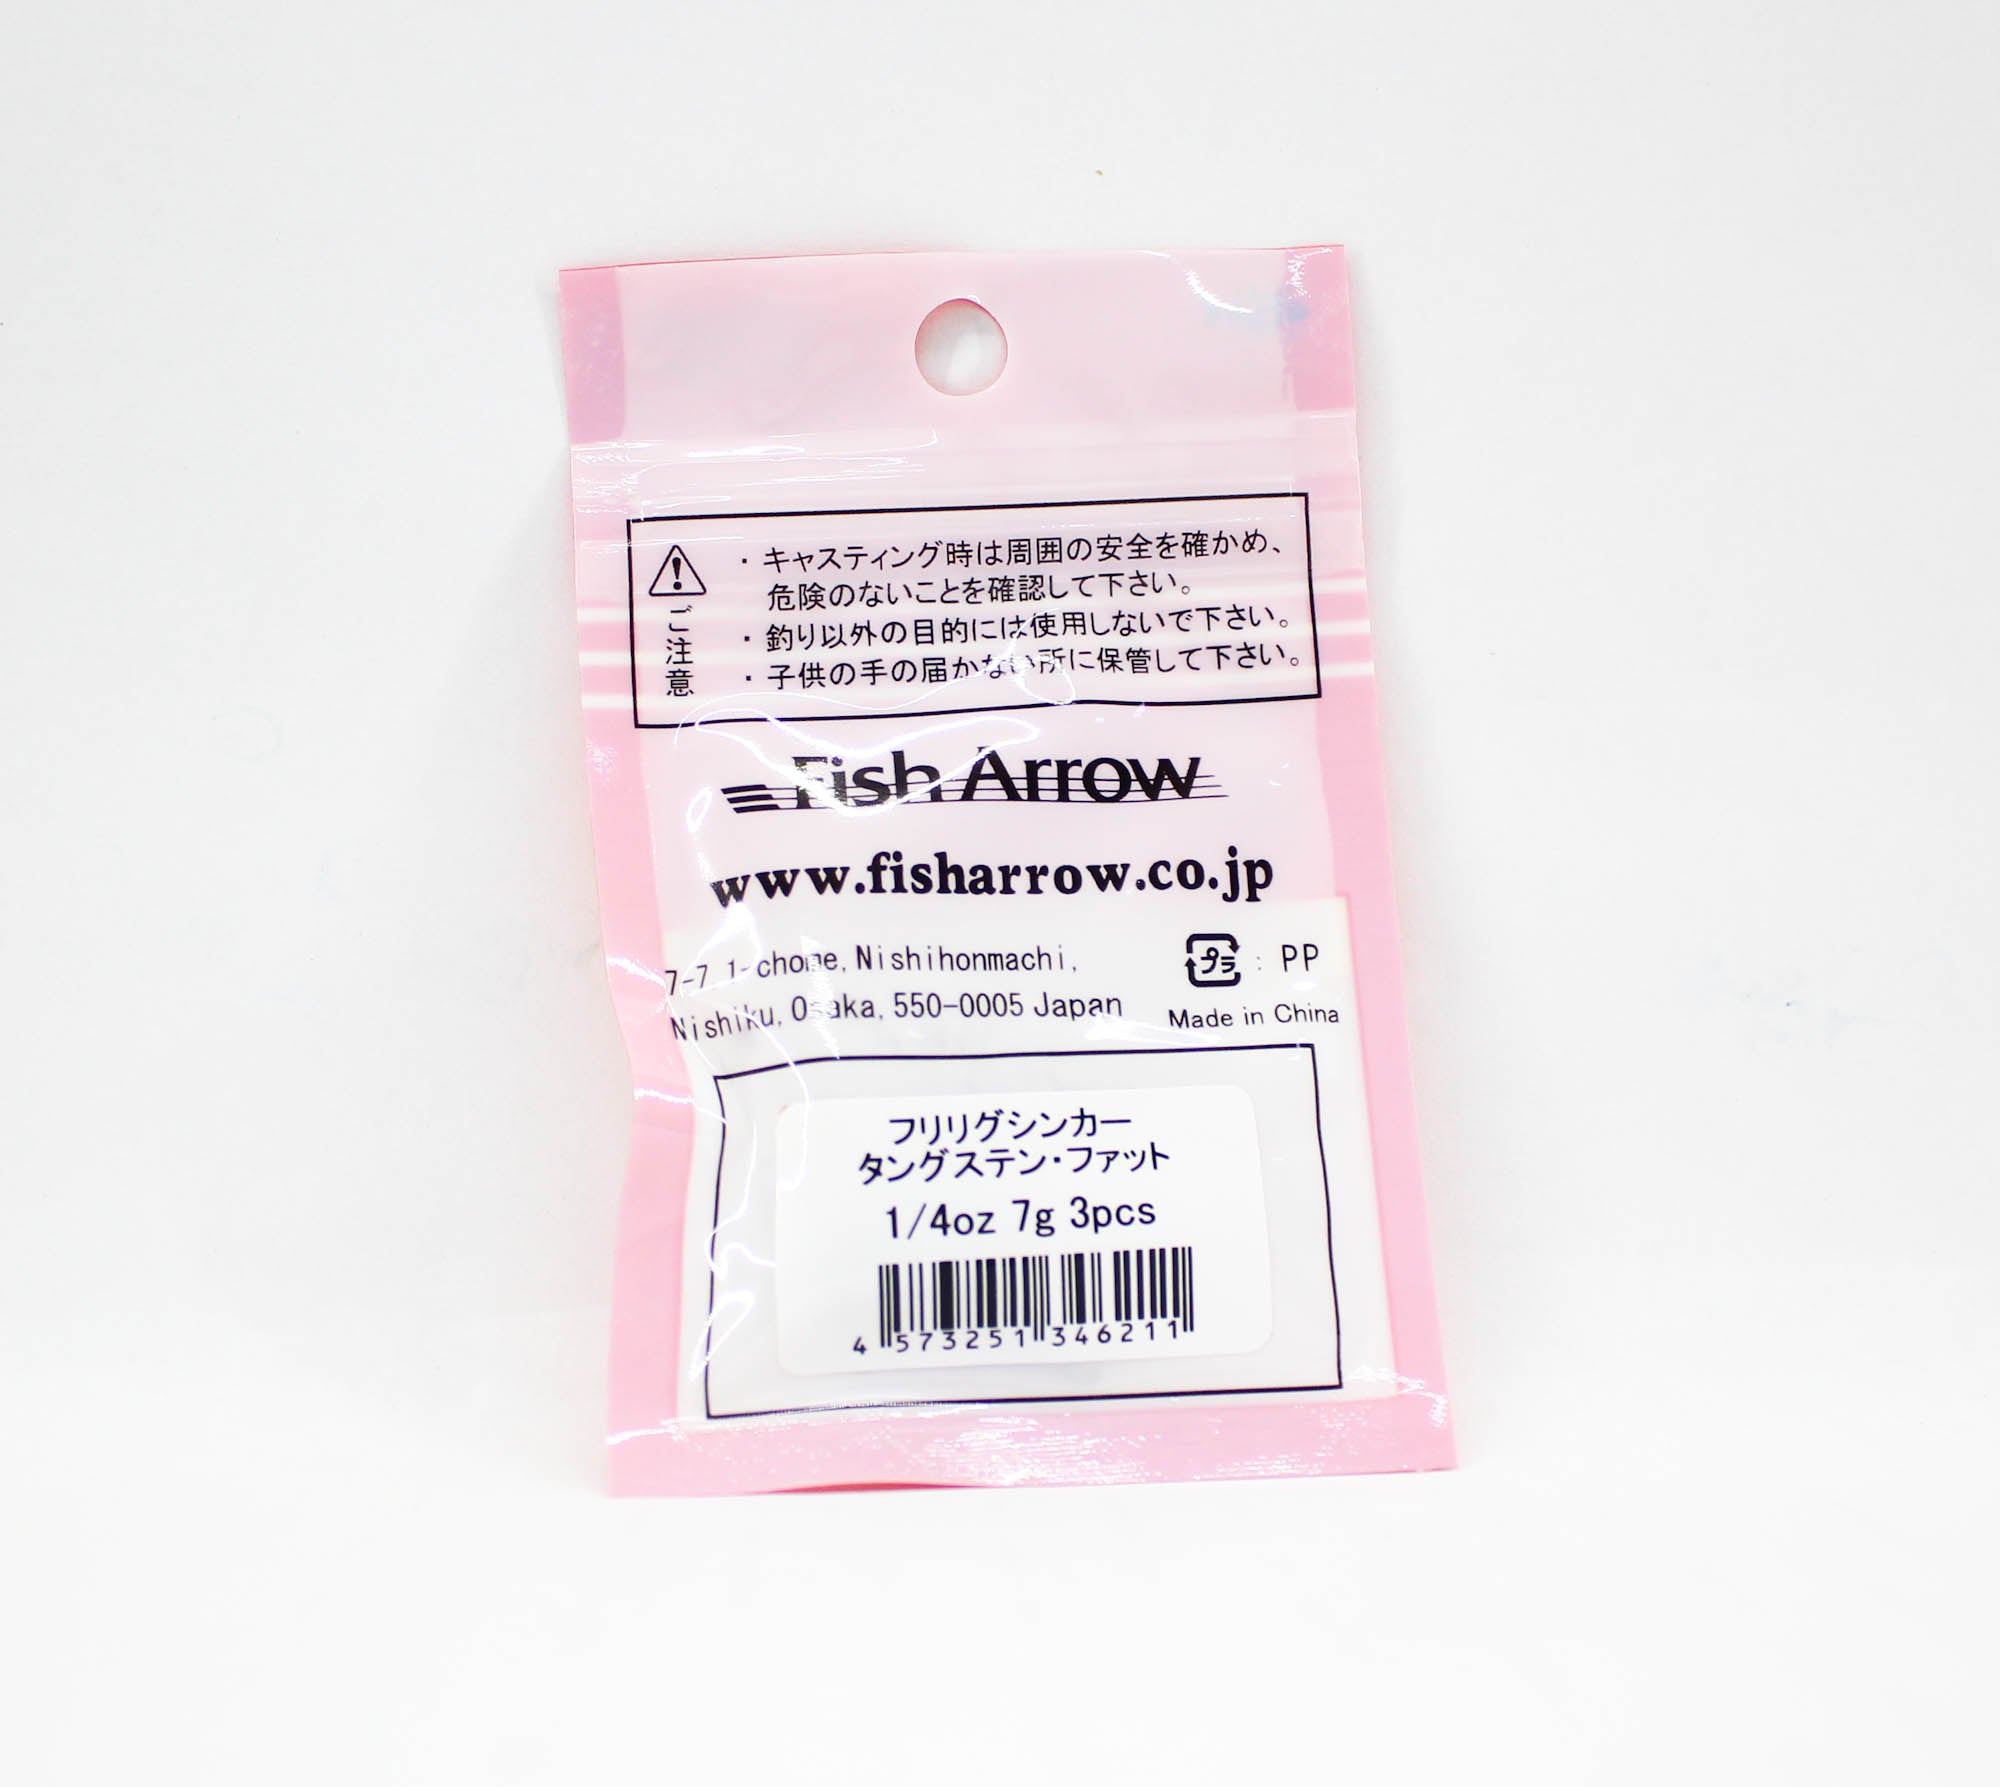 ・キャスティング時は周囲の安全を確かめ、
危険のないことを確認して下さい。
・釣り以外の目的には使用しないで下さい。
・子供の手の届かない所に保管して下さい。
ご注意
Fish Arrow
www.fisharrow.co.jp
7-7 1-chome, Nishihonmachi,
Nishiku, Osaka, 550-0005 Japan
プラ : PP
Made in China
フリリグシンカー
タングステン・ファット
1/4oz 7g 3pcs
4 573251 346211